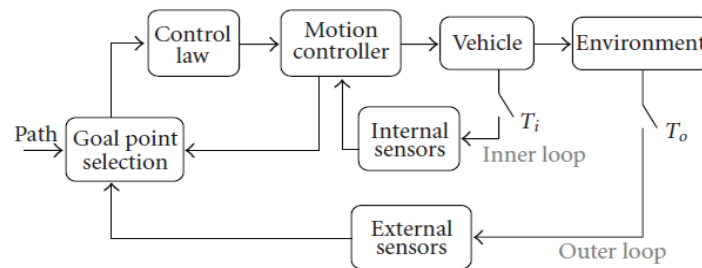 Control
law
Motion
controller
Vehicle
Environment
Path
Goal point
selection
Internal
sensors
T_i
Inner loop
T_o
External
sensors
Outer loop